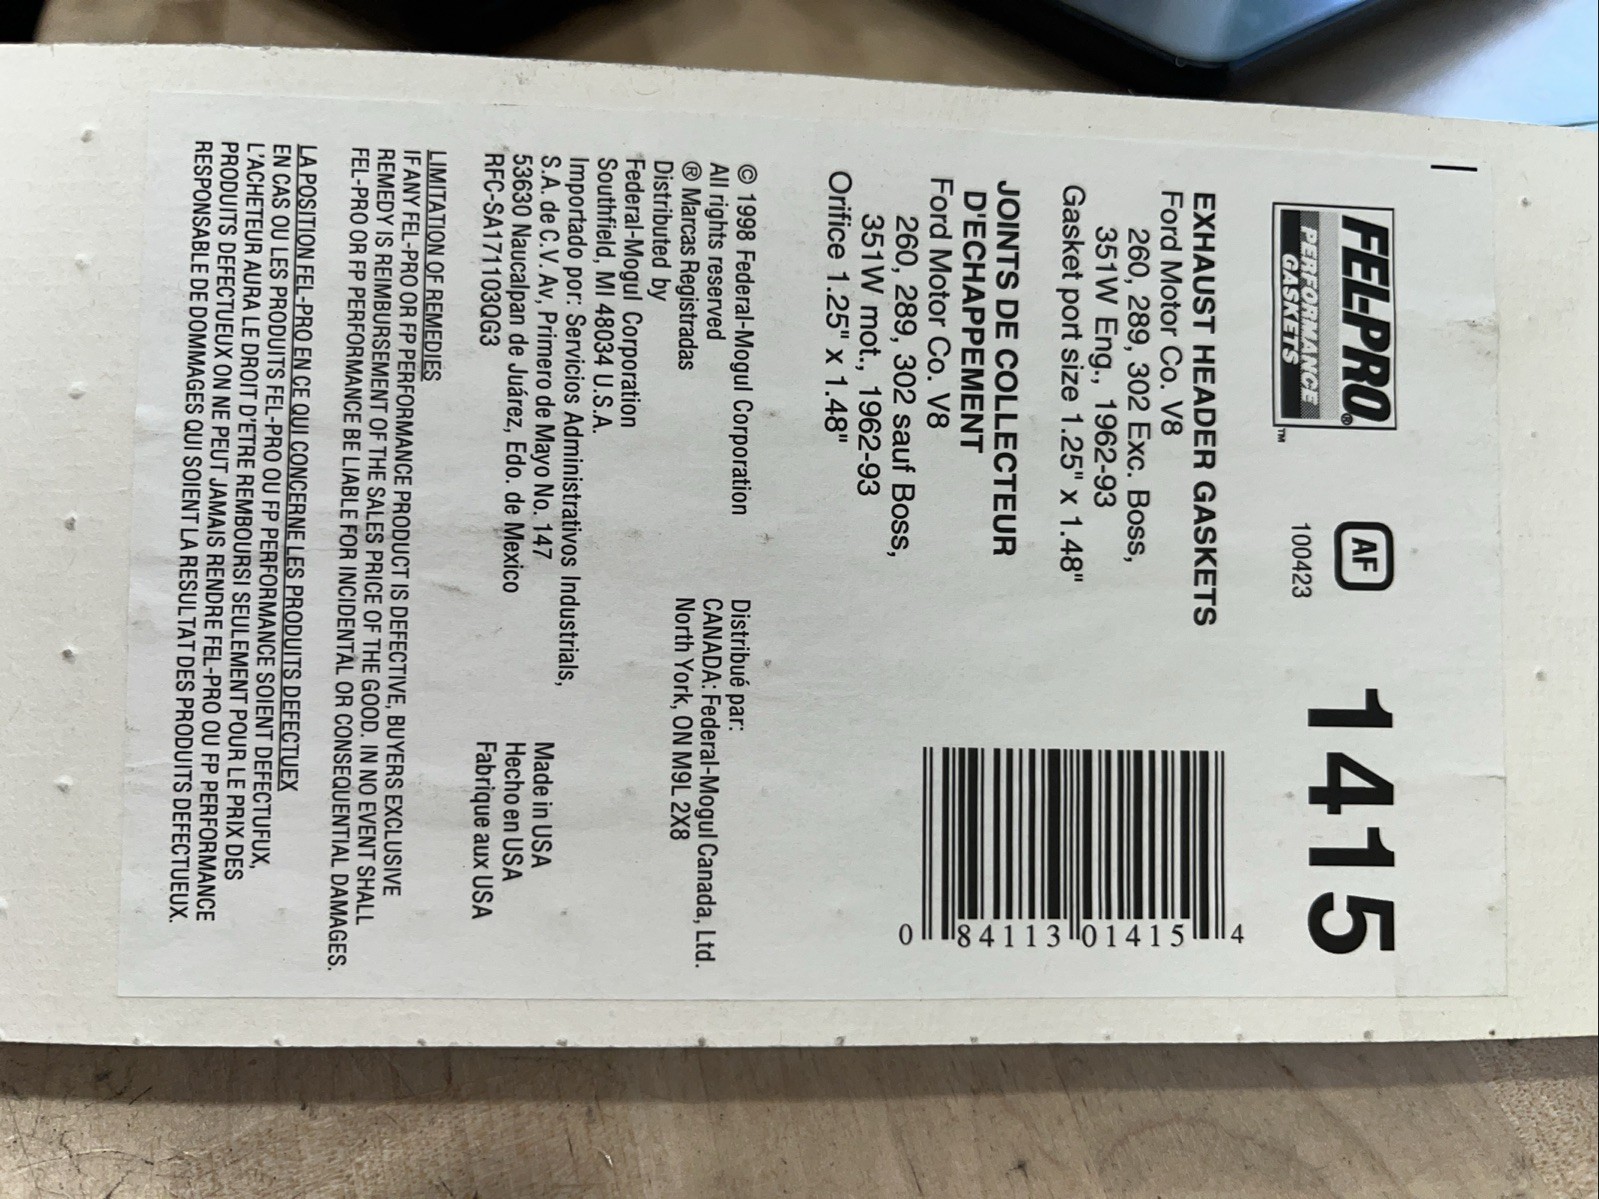 FEL-PRO®
PERFORMANCE
GASKETS™
AF
100423
1415
EXHAUST HEADER GASKETS
Ford Motor Co. V8
260, 289, 302 Exc. Boss,
351W Eng., 1962-93
Gasket port size 1.25" x 1.48"
JOINTS DE COLLECTEUR
D'ECHAPPEMENT
Ford Motor Co. V8
260, 289, 302 sauf Boss,
351W mot., 1962-93
Orifice 1.25" x 1.48"
0 84113 01415 4
© 1998 Federal-Mogul Corporation
All rights reserved
® Marcas Registradas
Distributed by
Federal-Mogul Corporation
Southfield, MI 48034 U.S.A.
Importado por: Servicios Administrativos Industrials,
S.A. de C.V. Av, Primero de Mayo No. 147
53630 Naucalpan de Juárez, Edo. de Mexico
RFC-SA171103QG3
Distribué par:
CANADA: Federal-Mogul Canada, Ltd.
North York, ON M9L 2X8
Made in USA
Hecho en USA
Fabrique aux USA
LIMITATION OF REMEDIES
IF ANY FEL-PRO OR FP PERFORMANCE PRODUCT IS DEFECTIVE, BUYERS EXCLUSIVE
REMEDY IS REIMBURSEMENT OF THE SALES PRICE OF THE GOOD. IN NO EVENT SHALL
FEL-PRO OR FP PERFORMANCE BE LIABLE FOR INCIDENTAL OR CONSEQUENTIAL DAMAGES.
LA POSITION FEL-PRO EN CE QUI CONCERNE LES PRODUITS DEFECTUEX
EN CAS OU LES PRODUITS FEL-PRO OU FP PERFORMANCE SOIENT DEFECTUFUX,
L'ACHETEUR AURA LE DROIT D'ETRE REMBOURSI SEULEMENT POUR LE PRIX DES
PRODUITS DEFECTUEUX ON NE PEUT JAMAIS RENDRE FEL-PRO OU FP PERFORMANCE
RESPONSABLE DE DOMMAGES QUI SOIENT LA RESULTAT DES PRODUITS DEFECTUEUX.